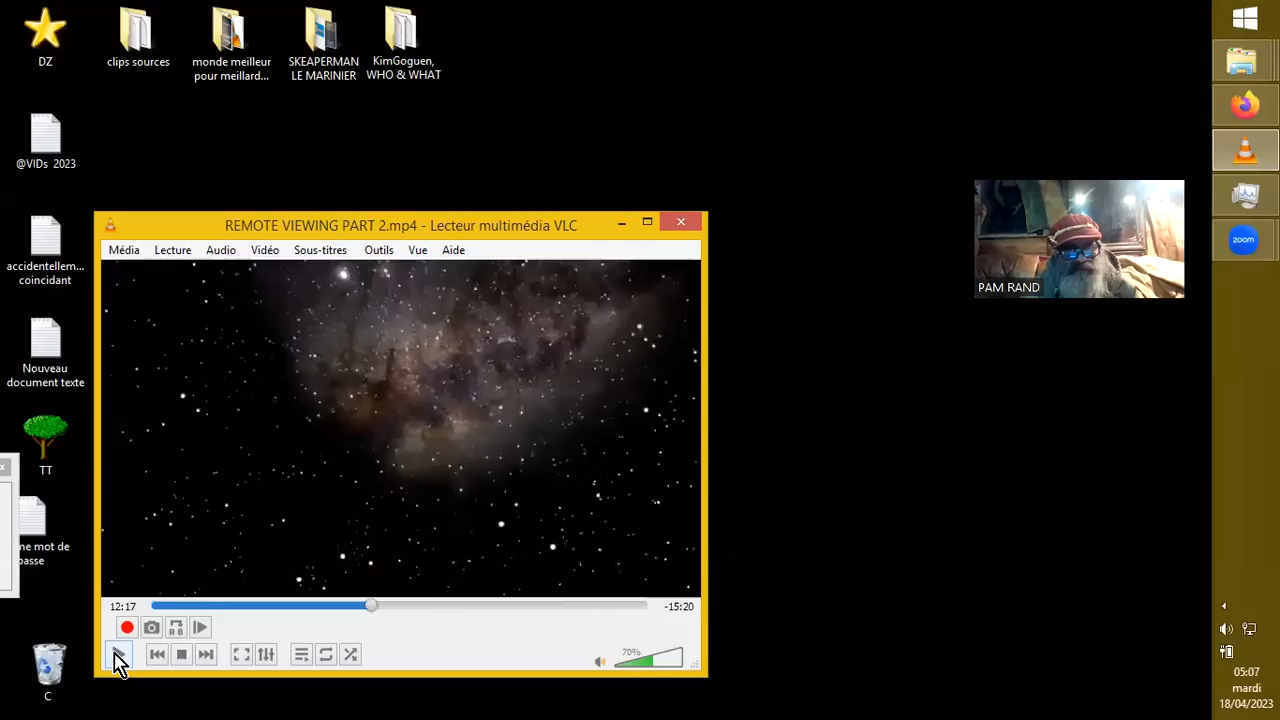 DZ
clips sources
monde meilleur
pour meillard...
SKEAPERMAN
LE MARINIER
KimGoguen,
WHO & WHAT
@VIDs 2023
accidentellem...
coincidant
Nouveau
document texte
TT
me mot de
passe
C
REMOTE VIEWING PART 2.mp4 - Lecteur multimédia VLC
Média Lecture Audio Vidéo Sous-titres Outils Vue Aide
12:17
-15:20
A B
70%
PAM RAND
zoom
05:07
mardi
18/04/2023